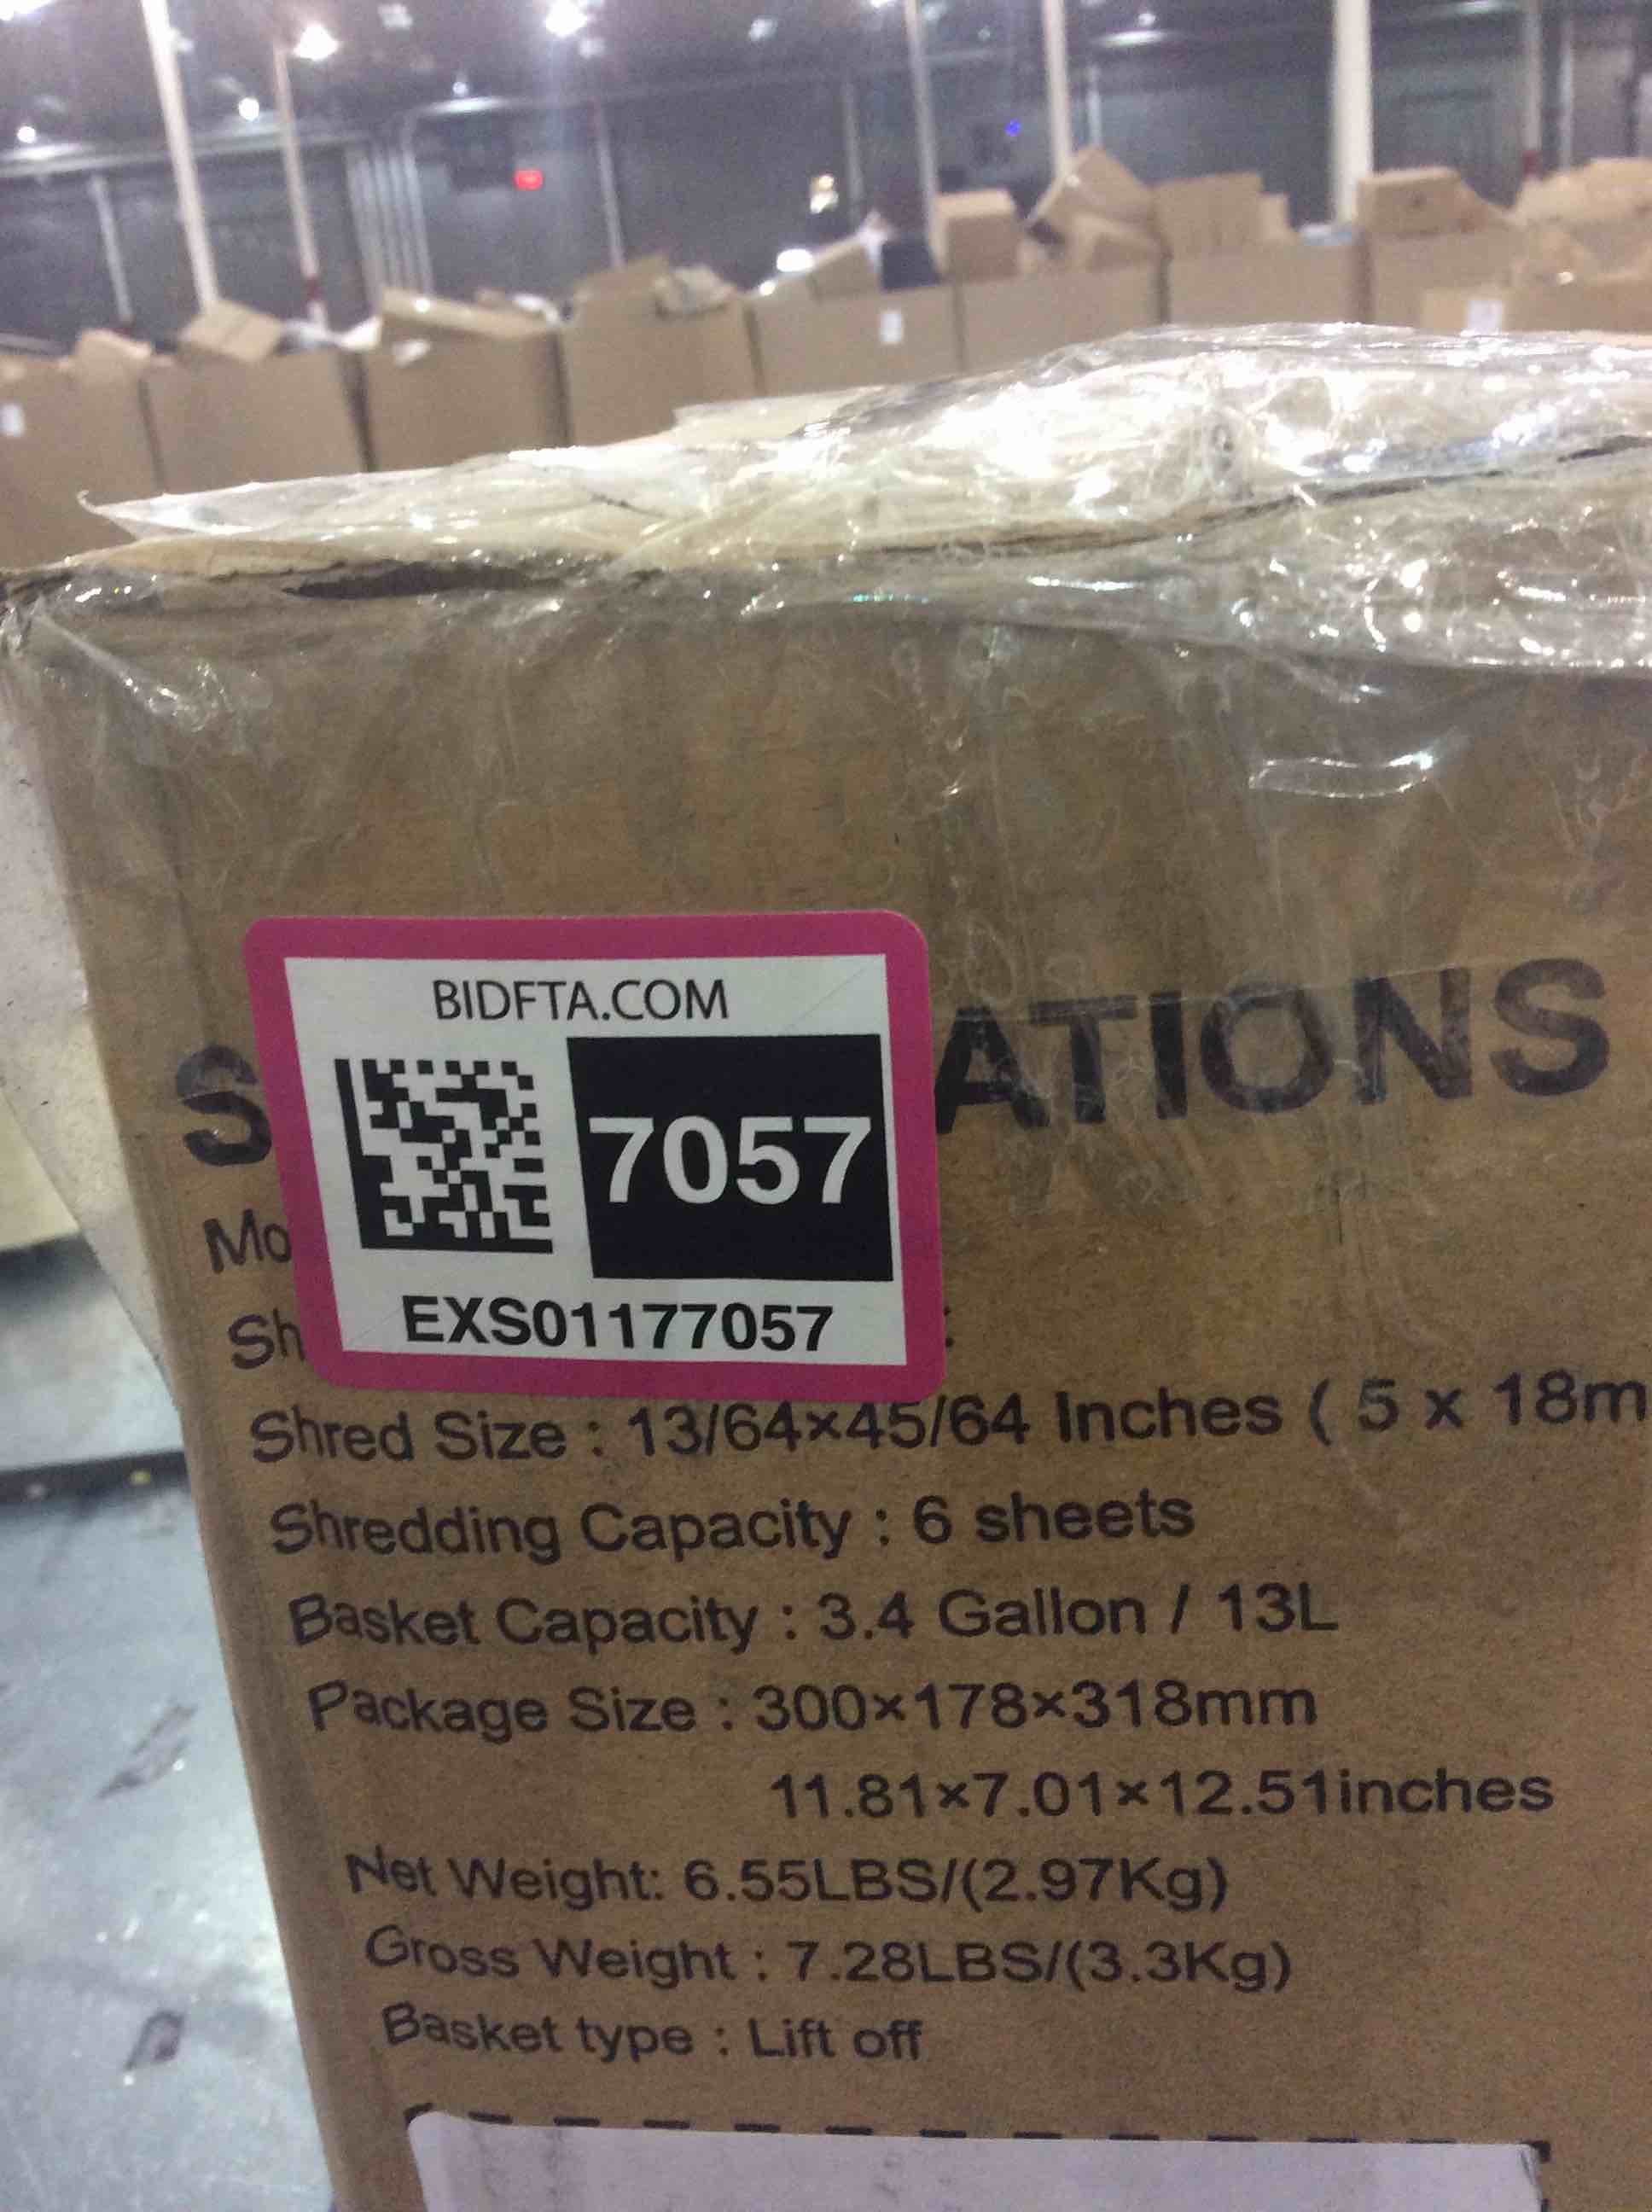 BIDFTA.COM
7057
EXS01177057
S ATIONS
Mo
Sh :
Shred Size : 13/64×45/64 Inches ( 5 x 18m
Shredding Capacity : 6 sheets
Basket Capacity : 3.4 Gallon / 13L
Package Size : 300×178×318mm
11.81×7.01×12.51inches
Net Weight: 6.55LBS/(2.97Kg)
Gross Weight : 7.28LBS/(3.3Kg)
Basket type : Lift off